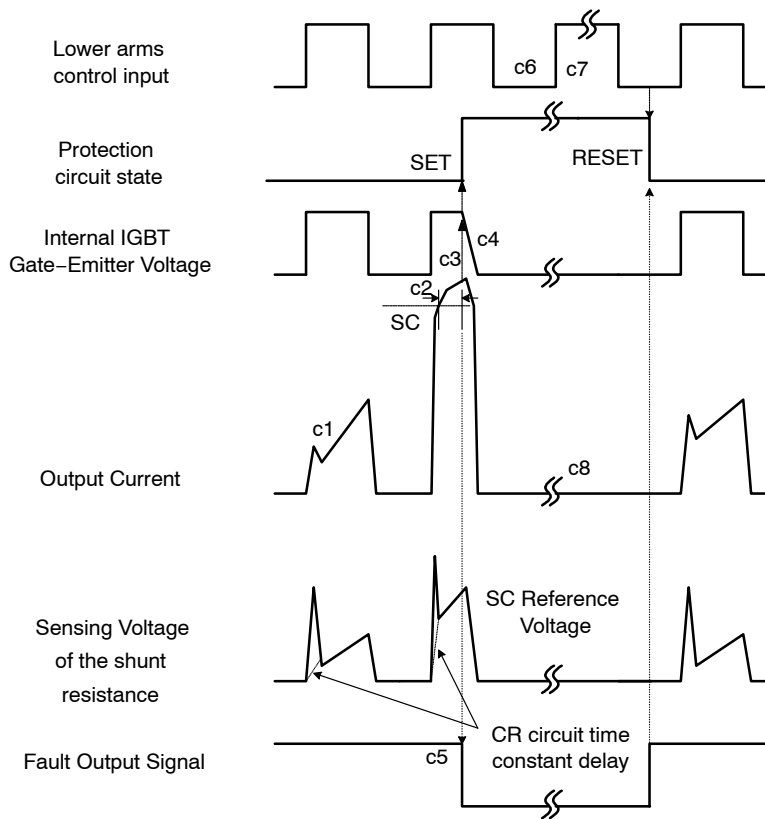 Lower arms
control input
c6
c7
Protection
circuit state
SET
RESET
Internal IGBT
Gate−Emitter Voltage
c4
c3
c2
SC
c1
Output Current
c8
SC Reference
Voltage
Sensing Voltage
of the shunt
resistance
CR circuit time
constant delay
Fault Output Signal
c5